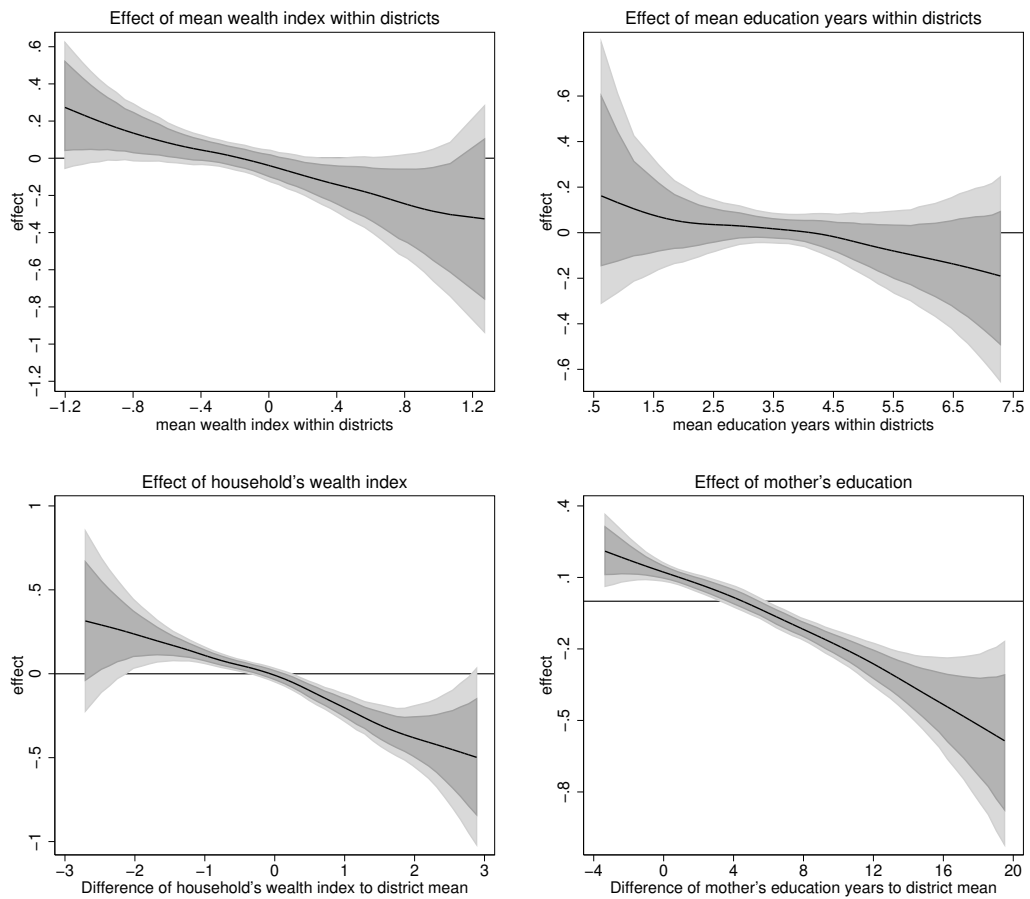 Effect of mean wealth index within districts
.6
.4
.2
0
−.2
−.4
−.6
−.8
−1
−1.2
effect
−1.2 −.8 −.4 0 .4 .8 1.2
mean wealth index within districts
Effect of mean education years within districts
.6
.4
.2
0
−.2
−.4
−.6
effect
.5 1.5 2.5 3.5 4.5 5.5 6.5 7.5
mean education years within districts
Effect of household's wealth index
1
.5
0
−.5
−1
effect
−3 −2 −1 0 1 2 3
Difference of household's wealth index to district mean
Effect of mother's education
.4
.1
−.2
−.5
−.8
effect
−4 0 4 8 12 16 20
Difference of mother's education years to district mean